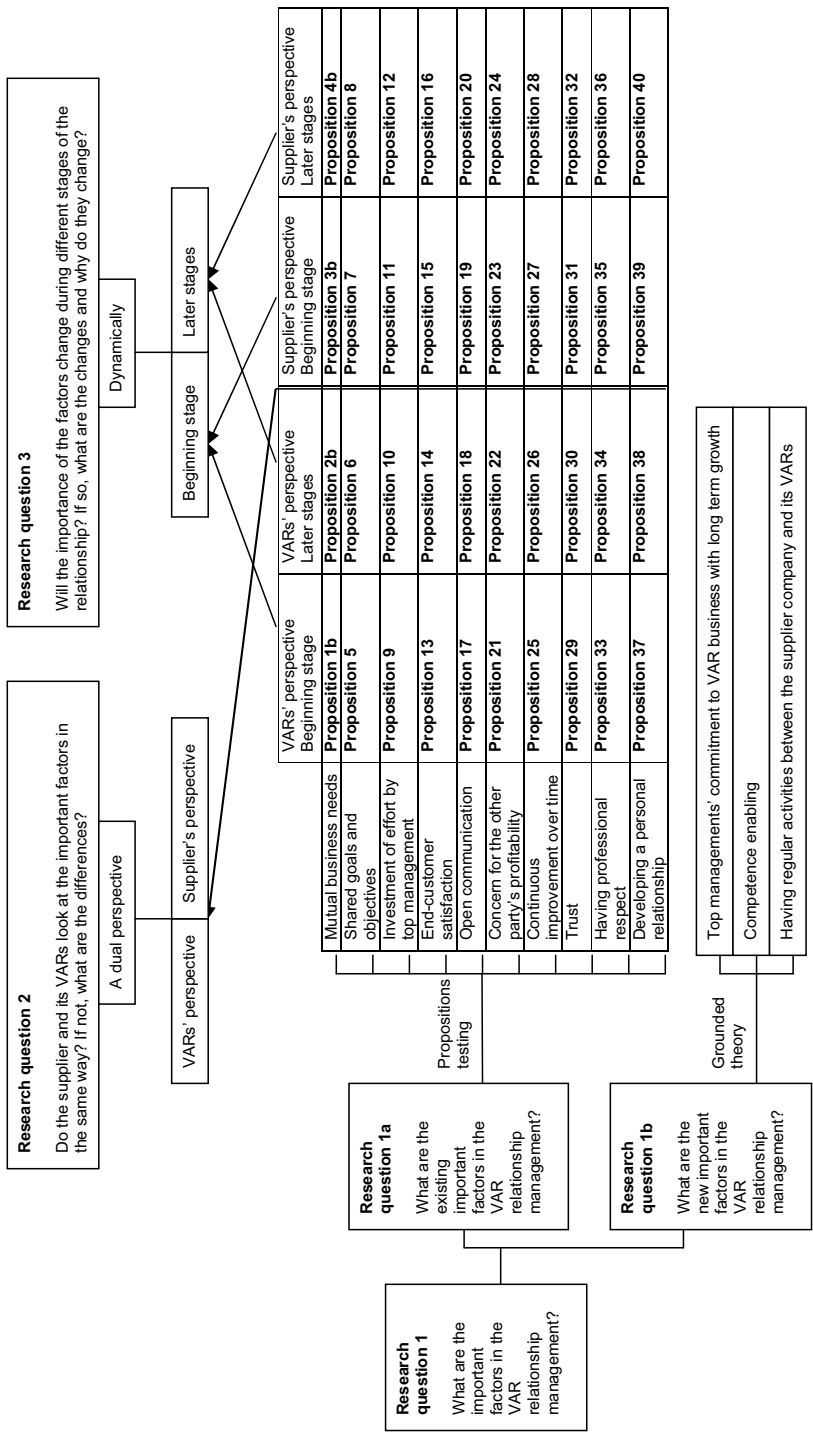 Research question 2
Do the supplier and its VARs look at the important factors in
the same way? If not, what are the differences?
A dual perspective
VARs' perspective
Supplier's perspective
Research question 3
Will the importance of the factors change during different stages of the
relationship? If so, what are the changes and why do they change?
Dynamically
Beginning stage
Later stages
VARs' perspective
Beginning stage
VARs' perspective
Later stages
Supplier's perspective
Beginning stage
Supplier's perspective
Later stages
Mutual business needs
Proposition 1b
Proposition 2b
Proposition 3b
Proposition 4b
Shared goals and
objectives
Proposition 5
Proposition 6
Proposition 7
Proposition 8
Investment of effort by
top management
Proposition 9
Proposition 10
Proposition 11
Proposition 12
End-customer
satisfaction
Proposition 13
Proposition 14
Proposition 15
Proposition 16
Open communication
Proposition 17
Proposition 18
Proposition 19
Proposition 20
Concern for the other
party's profitability
Proposition 21
Proposition 22
Proposition 23
Proposition 24
Continuous
improvement over time
Proposition 25
Proposition 26
Proposition 27
Proposition 28
Trust
Proposition 29
Proposition 30
Proposition 31
Proposition 32
Having professional
respect
Proposition 33
Proposition 34
Proposition 35
Proposition 36
Developing a personal
relationship
Proposition 37
Proposition 38
Proposition 39
Proposition 40
Research
question 1
What are the
important
factors in the
VAR
relationship
management?
Research
question 1a
What are the
existing
important
factors in the
VAR
relationship
management?
Propositions
testing
Research
question 1b
What are the
new important
factors in the
VAR
relationship
management?
Grounded
theory
Top managements' commitment to VAR business with long term growth
Competence enabling
Having regular activities between the supplier company and its VARs